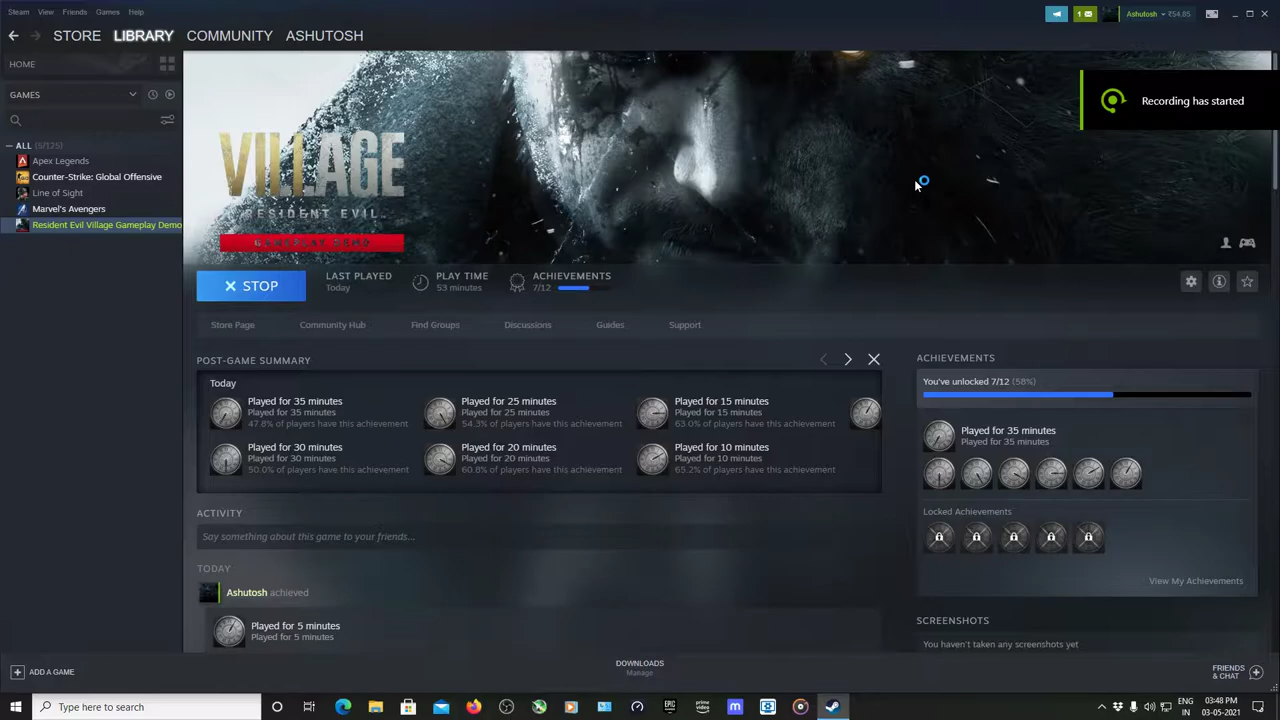 Steam View Friends Games Help
1
Ashutosh ₹54.85
STORE LIBRARY COMMUNITY ASHUTOSH
HOME
GAMES
ALL (5/125)
Apex Legends
Counter-Strike: Global Offensive
Line of Sight
Marvel's Avengers
Resident Evil Village Gameplay Demo
Recording has started
VILLAGE
RESIDENT EVIL
GAMEPLAY DEMO
STOP
LAST PLAYED
Today
PLAY TIME
53 minutes
ACHIEVEMENTS
7/12
Store Page Community Hub Find Groups Discussions Guides Support
POST-GAME SUMMARY
Today
Played for 35 minutes
Played for 35 minutes
47.8% of players have this achievement
Played for 25 minutes
Played for 25 minutes
54.3% of players have this achievement
Played for 15 minutes
Played for 15 minutes
63.0% of players have this achievement
Played for 30 minutes
Played for 30 minutes
50.0% of players have this achievement
Played for 20 minutes
Played for 20 minutes
60.8% of players have this achievement
Played for 10 minutes
Played for 10 minutes
65.2% of players have this achievement
ACTIVITY
Say something about this game to your friends...
TODAY
Ashutosh achieved
Played for 5 minutes
Played for 5 minutes
ACHIEVEMENTS
You've unlocked 7/12 (58%)
Played for 35 minutes
Played for 35 minutes
Locked Achievements
View My Achievements
SCREENSHOTS
You haven't taken any screenshots yet
ADD A GAME
DOWNLOADS
Manage
FRIENDS
& CHAT
Type here to search
EPIC
GAMES
prime
video
m
ENG
IN
03:48 PM
03-05-2021